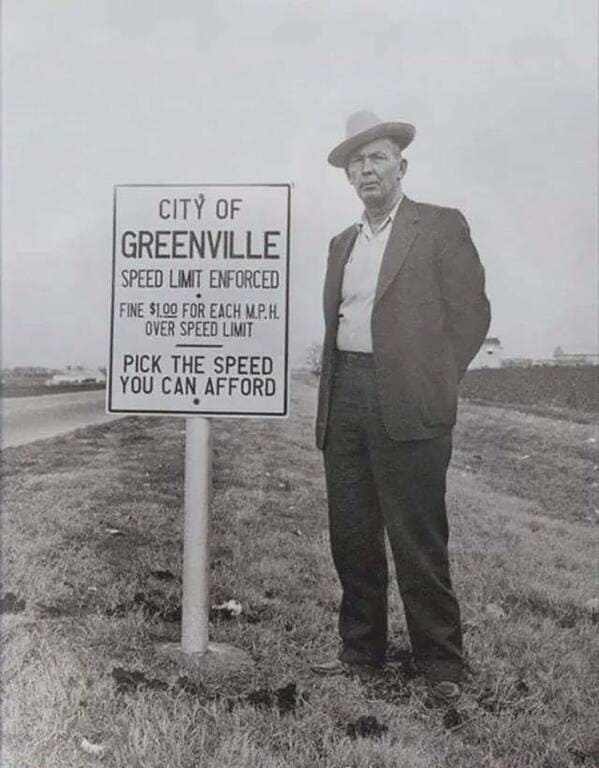 CITY OF
GREENVILLE
SPEED LIMIT ENFORCED
FINE $1.00 FOR EACH M.P.H.
OVER SPEED LIMIT
PICK THE SPEED
YOU CAN AFFORD